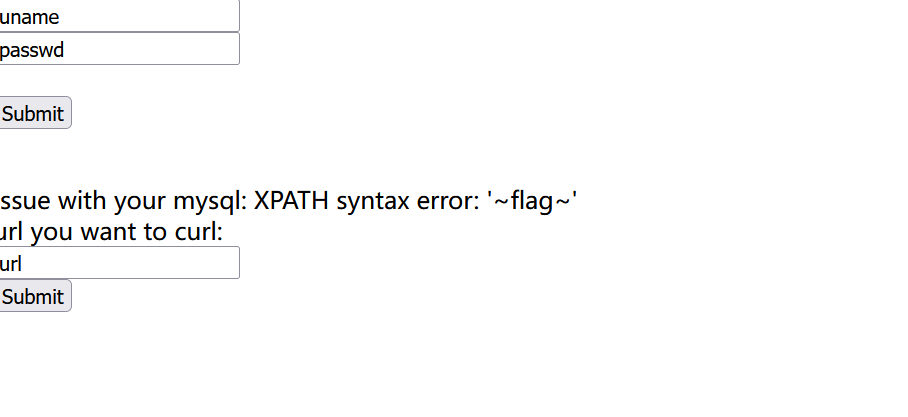 uname
passwd
Submit
ssue with your mysql: XPATH syntax error: '~flag~'
url you want to curl:
url
Submit